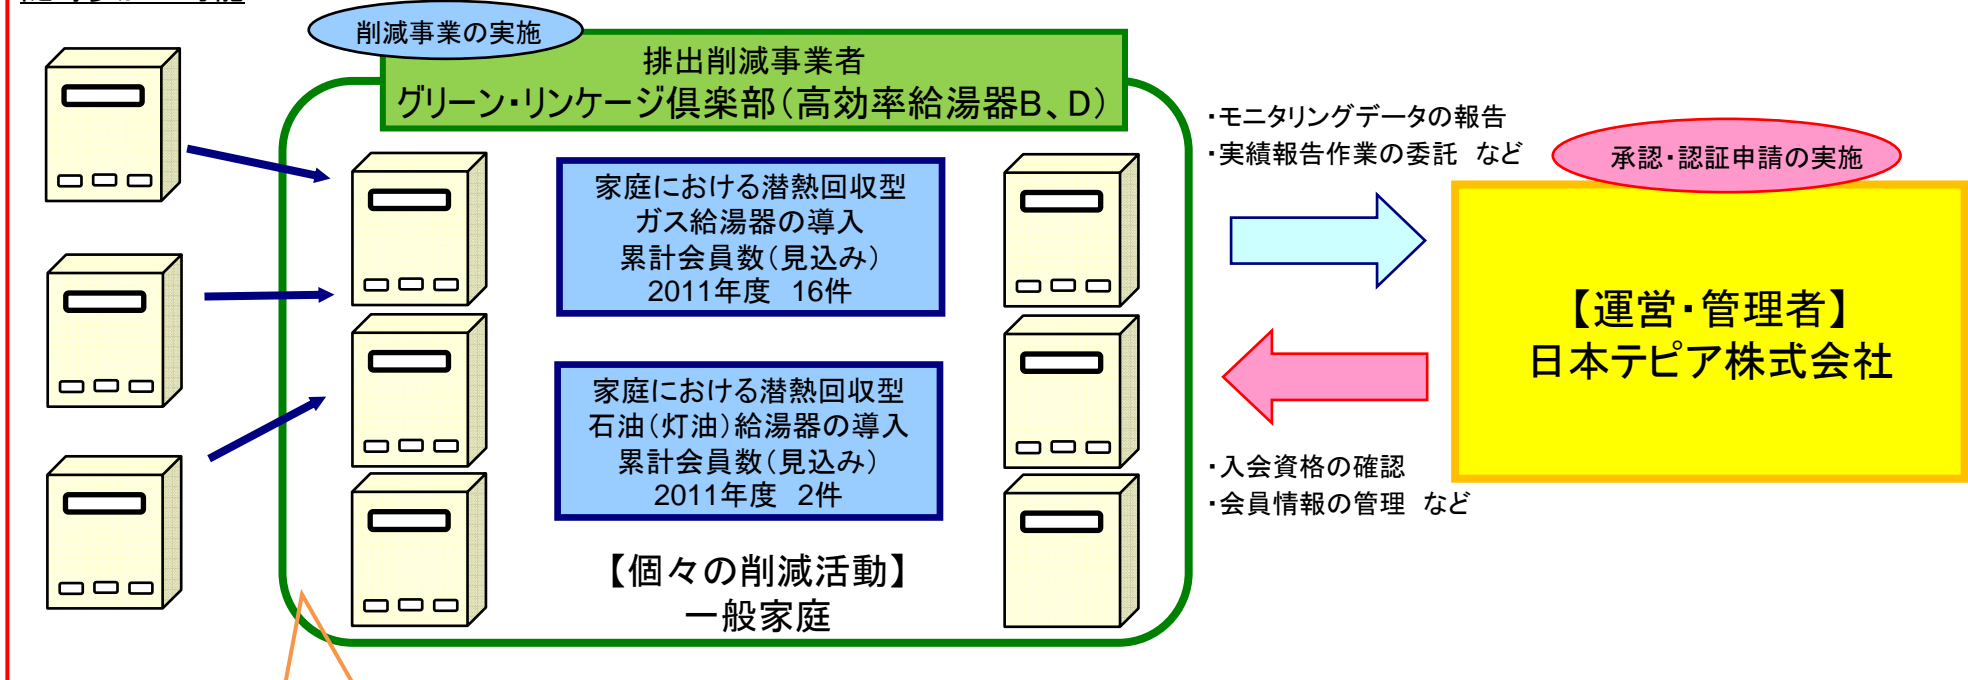 削減事業の実施
排出削減事業者
グリーン・リンケージ倶楽部（高効率給湯器B、D）
家庭における潜熱回収型
ガス給湯器の導入
累計会員数（見込み）
2011年度　16件
家庭における潜熱回収型
石油（灯油）給湯器の導入
累計会員数（見込み）
2011年度　2件
【個々の削減活動】
一般家庭
・モニタリングデータの報告
・実績報告作業の委託　など
・入会資格の確認
・会員情報の管理　など
承認・認証申請の実施
【運営・管理者】
日本テピア株式会社